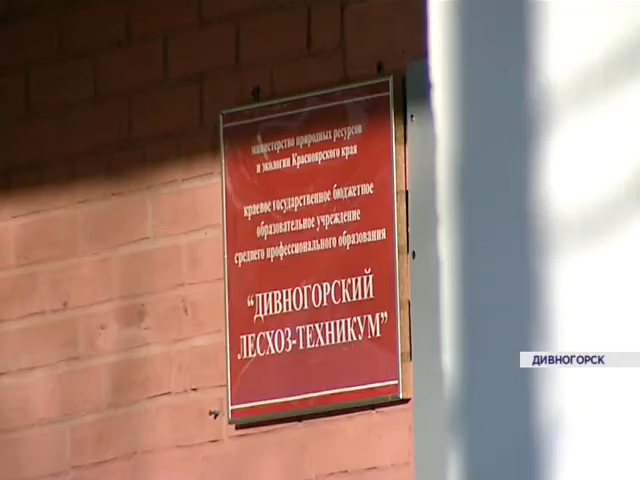 министерство природных ресурсов
и экологии Красноярского края
краевое государственное бюджетное
образовательное учреждение
среднего профессионального образования
“ДИВНОГОРСКИЙ
ЛЕСХОЗ-ТЕХНИКУМ”
ДИВНОГОРСК